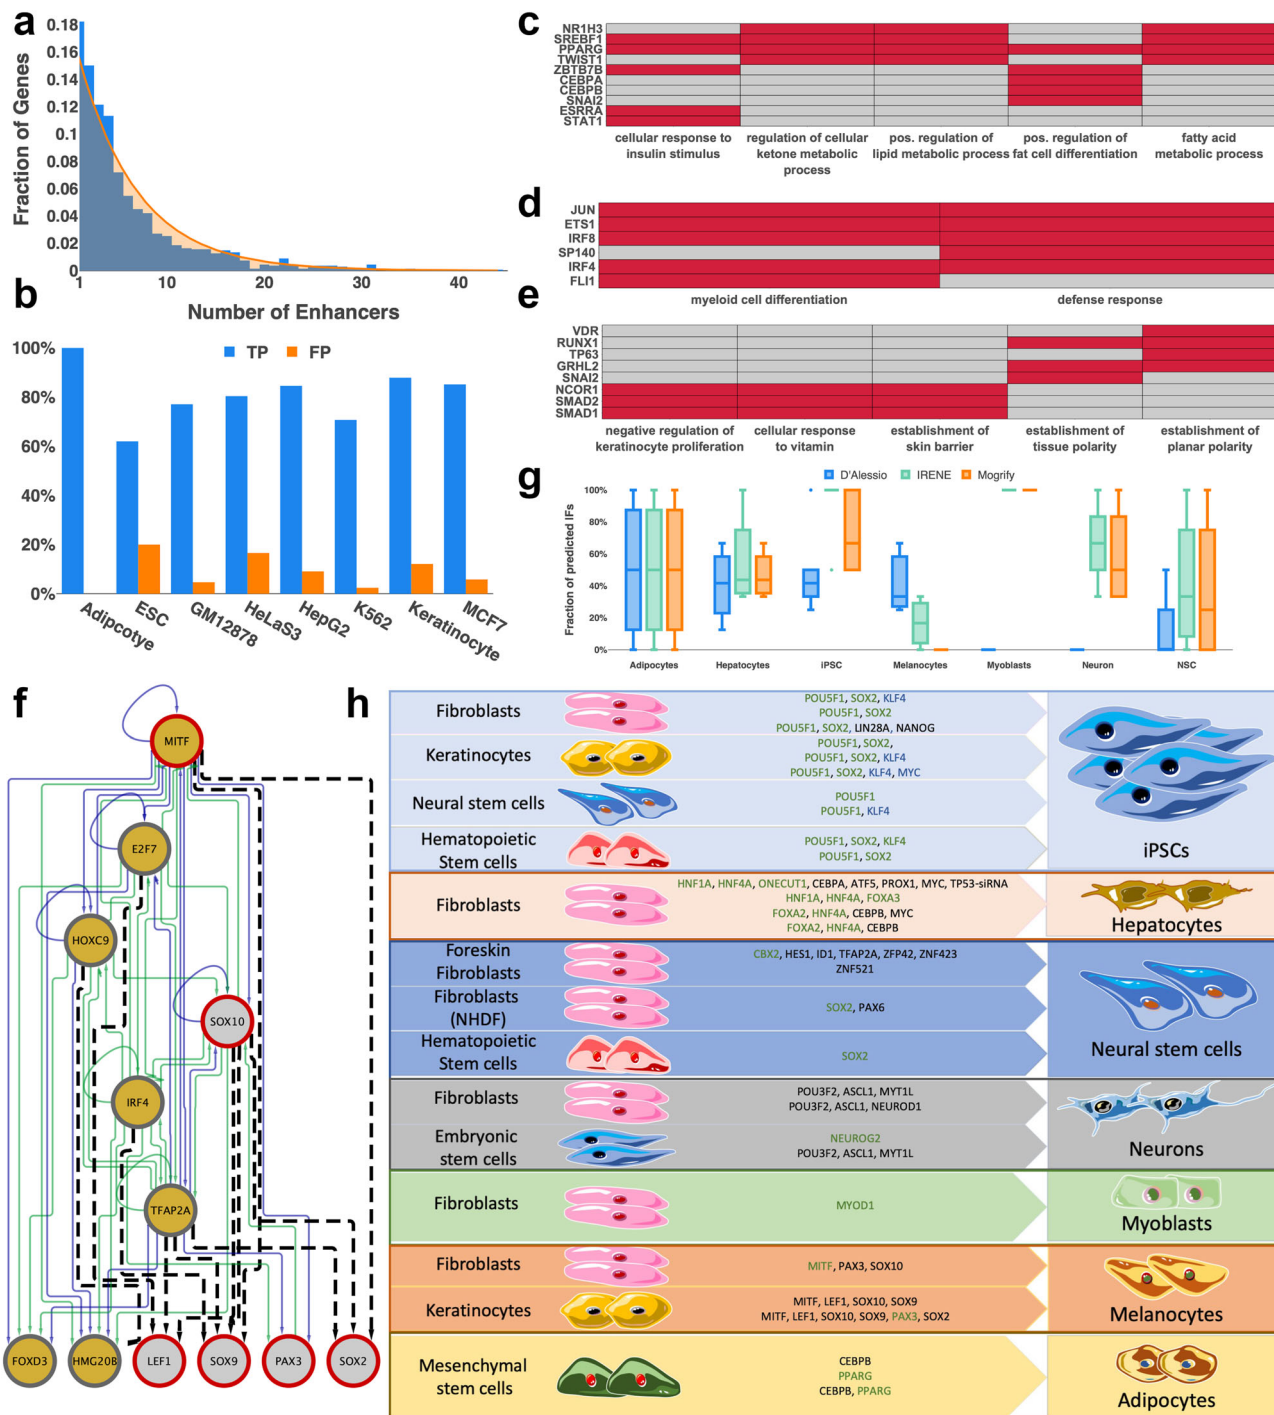 a
0.18
0.16
0.14
0.12
0.1
0.08
0.06
0.04
0.02
0
Fraction of Genes
1
10
20
30
40
Number of Enhancers
b
TP
FP
100%
80%
60%
40%
20%
0%
Adipcotye
ESC
GM12878
HeLaS3
HepG2
K562
Keratinocyte
MCF7
c
NR1H3
SREBF1
PPARG
TWIST1
ZBTB7B
CEBPA
CEBPB
SNAI2
ESRRA
STAT1
cellular response to
insulin stimulus
regulation of cellular
ketone metabolic
process
pos. regulation of
lipid metabolic process
pos. regulation of
fat cell differentiation
fatty acid
metabolic process
d
JUN
ETS1
IRF8
SP140
IRF4
FLI1
myeloid cell differentiation
defense response
e
VDR
RUNX1
TP63
GRHL2
SNAI2
NCOR1
SMAD2
SMAD1
negative regulation of
keratinocyte proliferation
cellular response
to vitamin
establishment of
skin barrier
establishment of
tissue polarity
establishment of
planar polarity
g
D'Alessio
IRENE
Mogrify
Fraction of predicted IFs
100%
80%
60%
40%
20%
0%
Adipocytes
Hepatocytes
iPSC
Melanocytes
Myoblasts
Neuron
NSC
f
MITF
E2F7
HOXC9
SOX10
IRF4
TFAP2A
FOXD3
HMG20B
LEF1
SOX9
PAX3
SOX2
h
Fibroblasts
POU5F1, SOX2, KLF4
POU5F1, SOX2
POU5F1, SOX2, LIN28A, NANOG
Keratinocytes
POU5F1, SOX2,
POU5F1, SOX2, KLF4
POU5F1, SOX2, KLF4, MYC
Neural stem cells
POU5F1
POU5F1, KLF4
Hematopoietic
Stem cells
POU5F1, SOX2, KLF4
POU5F1, SOX2
iPSCs
Fibroblasts
HNF1A, HNF4A, ONECUT1, CEBPA, ATF5, PROX1, MYC, TP53-siRNA
HNF1A, HNF4A, FOXA3
FOXA2, HNF4A, CEBPB, MYC
FOXA2, HNF4A, CEBPB
Hepatocytes
Foreskin
Fibroblasts
CBX2, HES1, ID1, TFAP2A, ZFP42, ZNF423
ZNF521
Fibroblasts
(NHDF)
SOX2, PAX6
Hematopoietic
Stem cells
SOX2
Neural stem cells
Fibroblasts
POU3F2, ASCL1, MYT1L
POU3F2, ASCL1, NEUROD1
Embryonic
stem cells
NEUROG2
POU3F2, ASCL1, MYT1L
Neurons
Fibroblasts
MYOD1
Myoblasts
Fibroblasts
MITF, PAX3, SOX10
Keratinocytes
MITF, LEF1, SOX10, SOX9
MITF, LEF1, SOX10, SOX9, PAX3, SOX2
Melanocytes
Mesenchymal
stem cells
CEBPB
PPARG
CEBPB, PPARG
Adipocytes